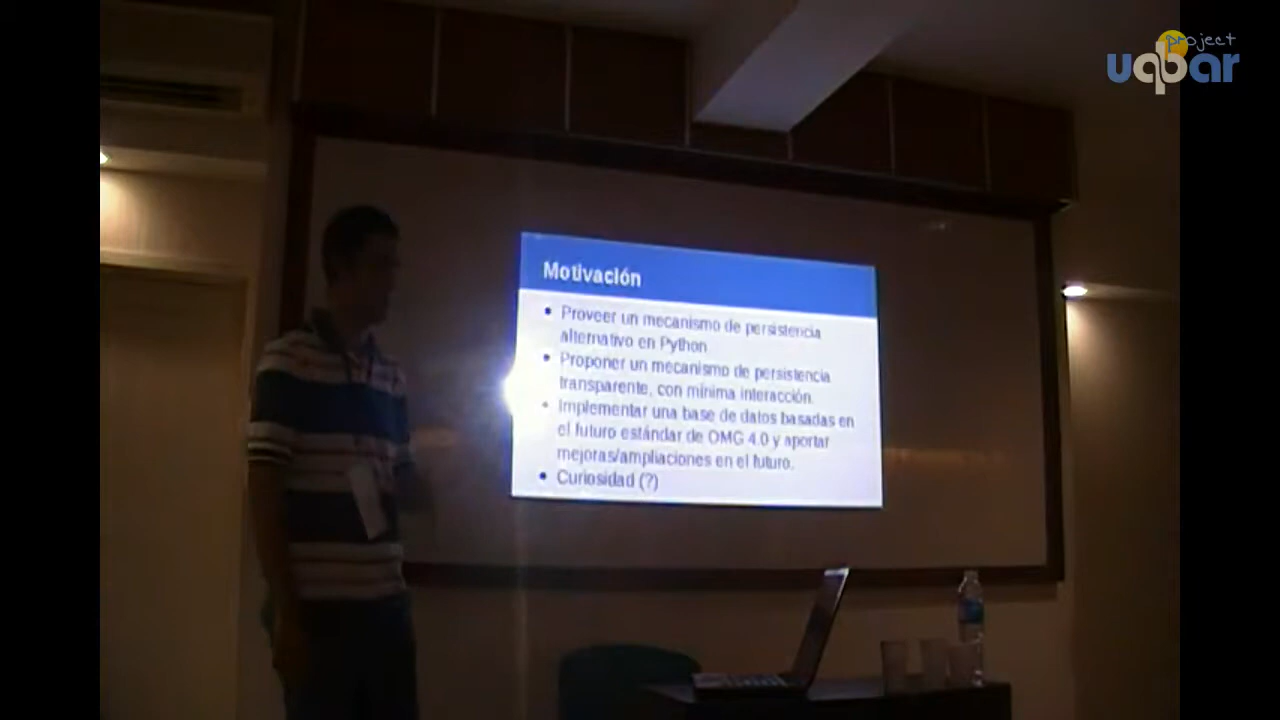 project
uqbar
Motivación
• Proveer un mecanismo de persistencia
alternativo en Python
• Proponer un mecanismo de persistencia
transparente, con mínima interacción.
• Implementar una base de datos basadas en
el futuro estándar de OMG 4.0 y aportar
mejoras/ampliaciones en el futuro.
• Curiosidad (?)